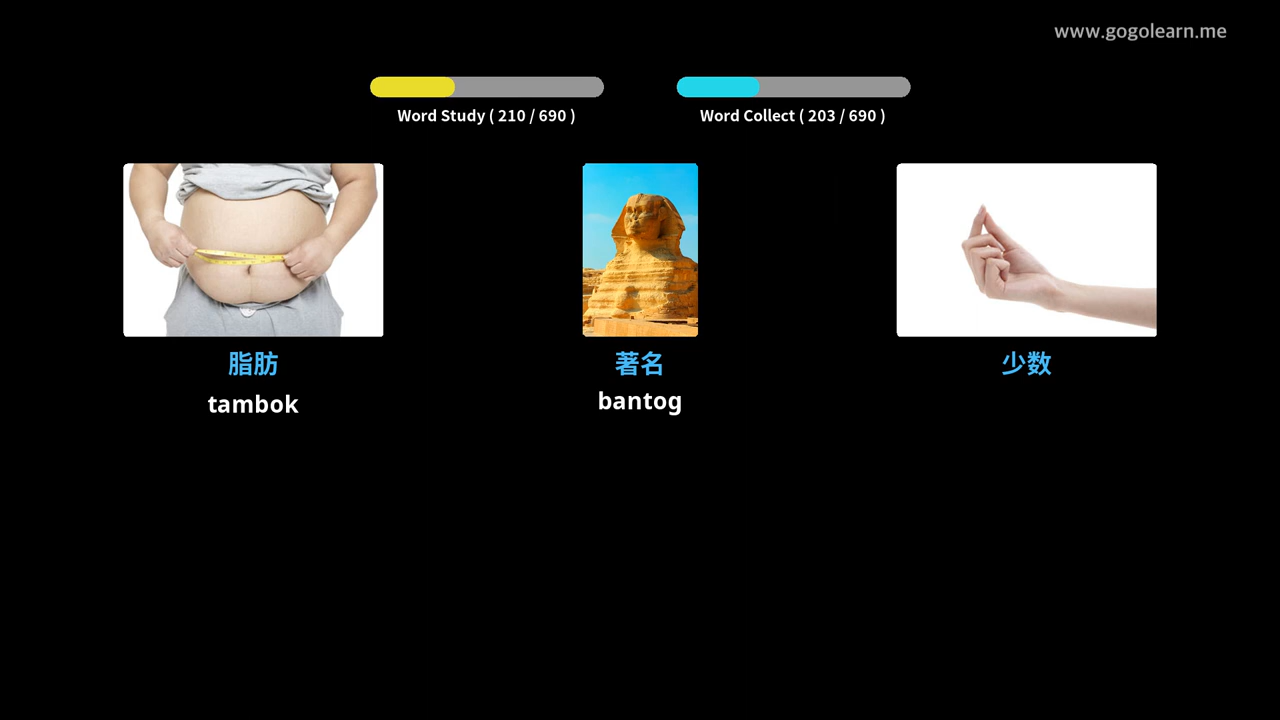 www.gogolearn.me
Word Study ( 210 / 690 )
Word Collect ( 203 / 690 )
脂肪
著名
少数
tambok
bantog